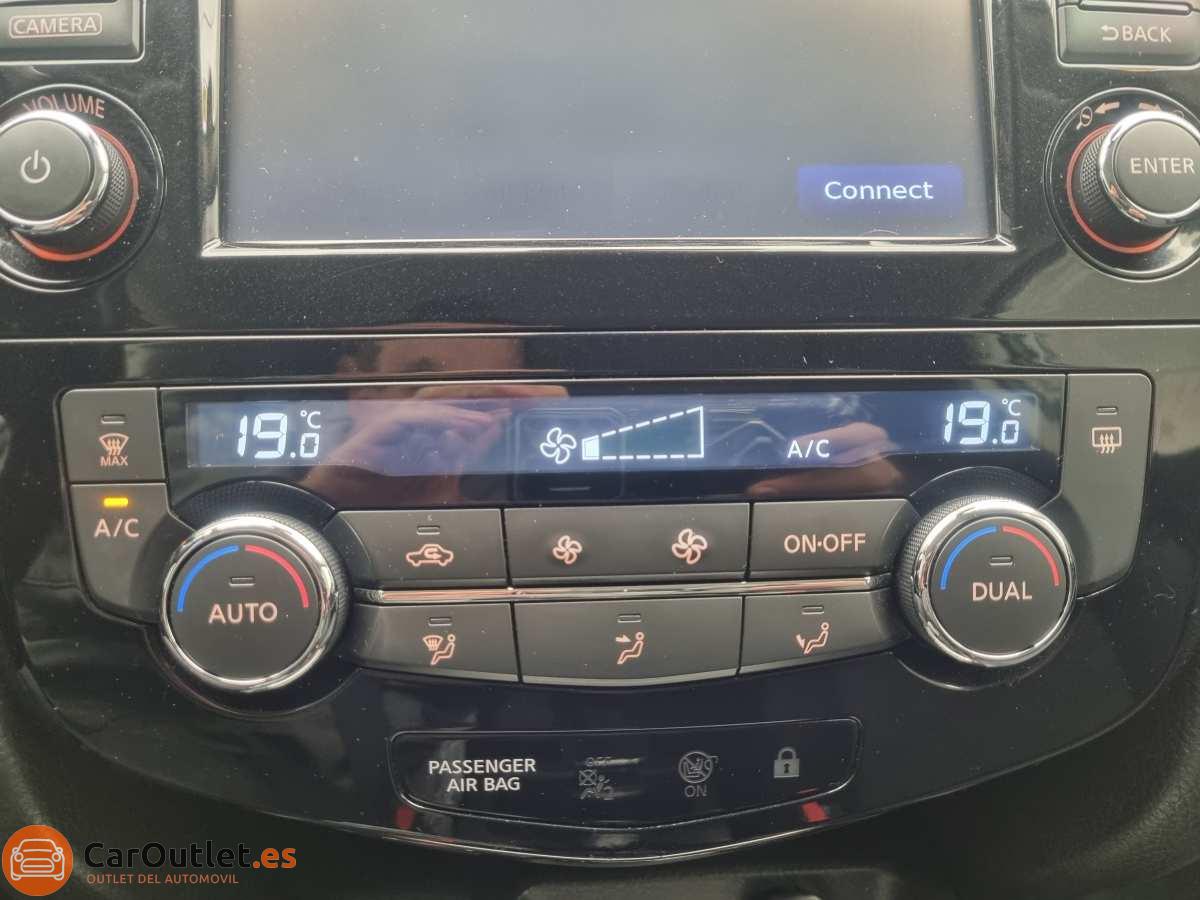 CAMERA
BACK
VOLUME
ENTER
Connect
19.0 °C
A/C
19.0 °C
MAX
A/C
ON·OFF
AUTO
DUAL
PASSENGER
AIR BAG
OFF
ON
CarOutlet.es
OUTLET DEL AUTOMOVIL